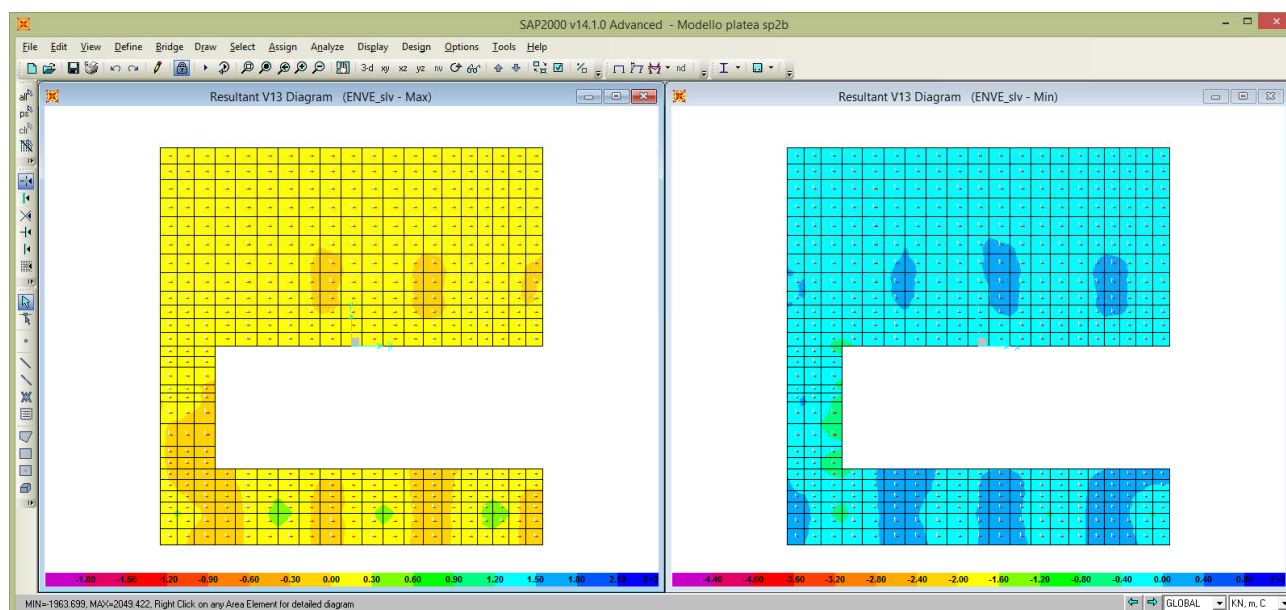 SAP2000 v14.1.0 Advanced - Modello platea sp2b
File Edit View Define Bridge Draw Select Assign Analyze Display Design Options Tools Help
3-d xy xz yz nv nd
all
ps
clr
Resultant V13 Diagram (ENVE_slv - Max)
Resultant V13 Diagram (ENVE_slv - Min)
-1.80 -1.50 -1.20 -0.90 -0.60 -0.30 0.00 0.30 0.60 0.90 1.20 1.50 1.80 2.10
-4.40 -4.00 -3.60 -3.20 -2.80 -2.40 -2.00 -1.60 -1.20 -0.80 -0.40 0.00 0.40
MIN=-1963.699, MAX=2049.422, Right Click on any Area Element for detailed diagram
GLOBAL KN, m, C